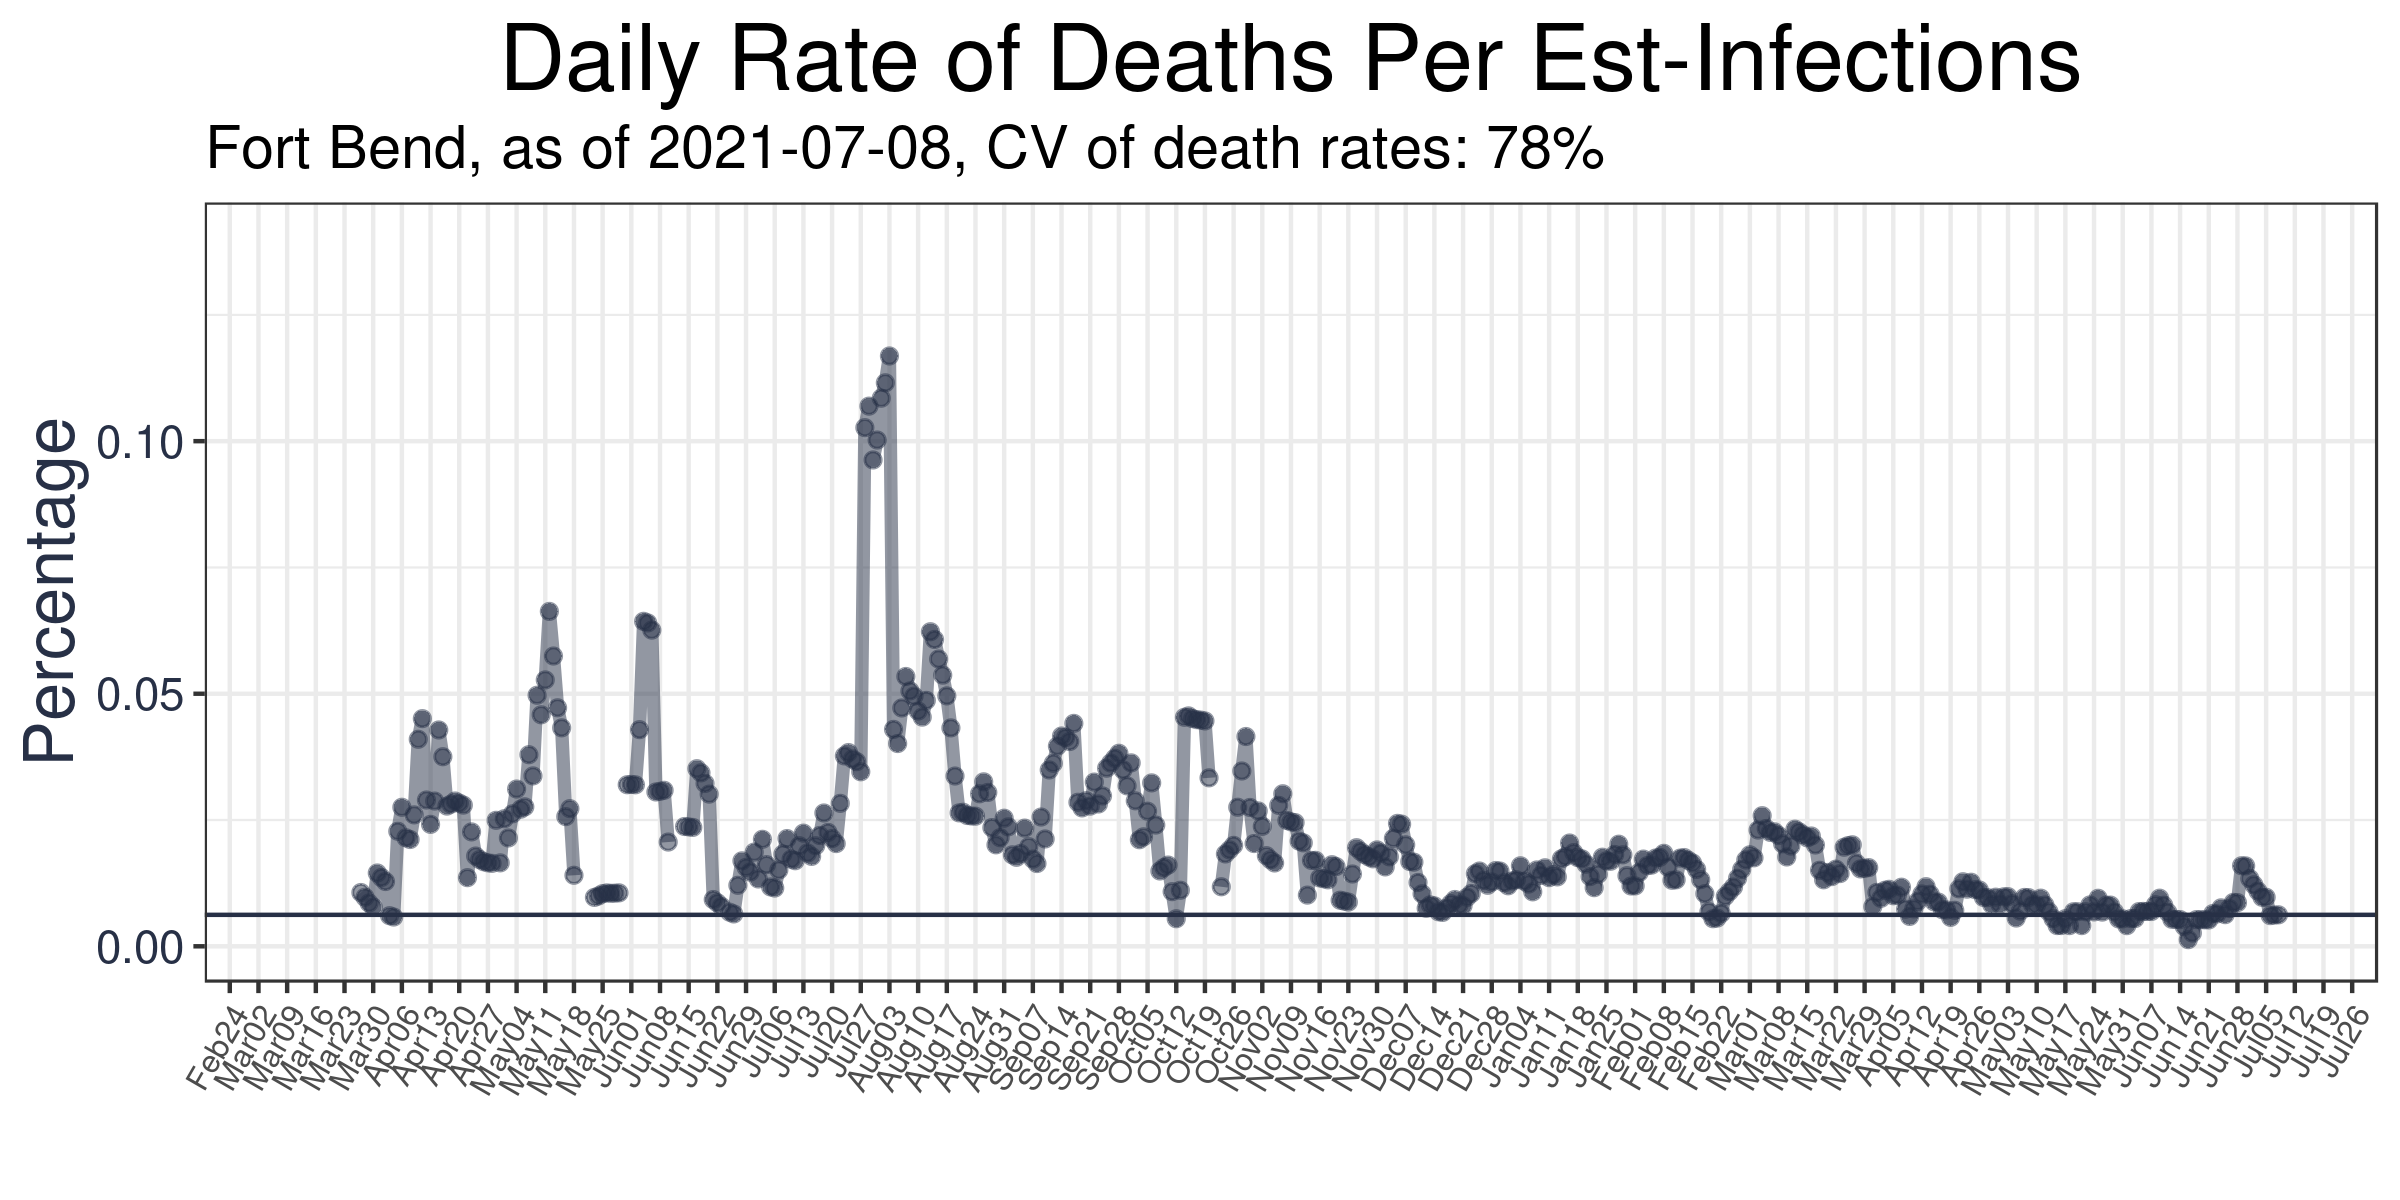 Daily Rate of Deaths Per Est-Infections
Fort Bend, as of 2021-07-08, CV of death rates: 78%
Percentage
0.10
0.05
0.00
Feb24
Mar02
Mar09
Mar16
Mar23
Mar30
Apr06
Apr13
Apr20
Apr27
May04
May11
May18
May25
Jun01
Jun08
Jun15
Jun22
Jun29
Jul06
Jul13
Jul20
Jul27
Aug03
Aug10
Aug17
Aug24
Aug31
Sep07
Sep14
Sep21
Sep28
Oct05
Oct12
Oct19
Oct26
Nov02
Nov09
Nov16
Nov23
Nov30
Dec07
Dec14
Dec21
Dec28
Jan04
Jan11
Jan18
Jan25
Feb01
Feb08
Feb15
Feb22
Mar01
Mar08
Mar15
Mar22
Mar29
Apr05
Apr12
Apr19
Apr26
May03
May10
May17
May24
May31
Jun07
Jun14
Jun21
Jun28
Jul05
Jul12
Jul19
Jul26